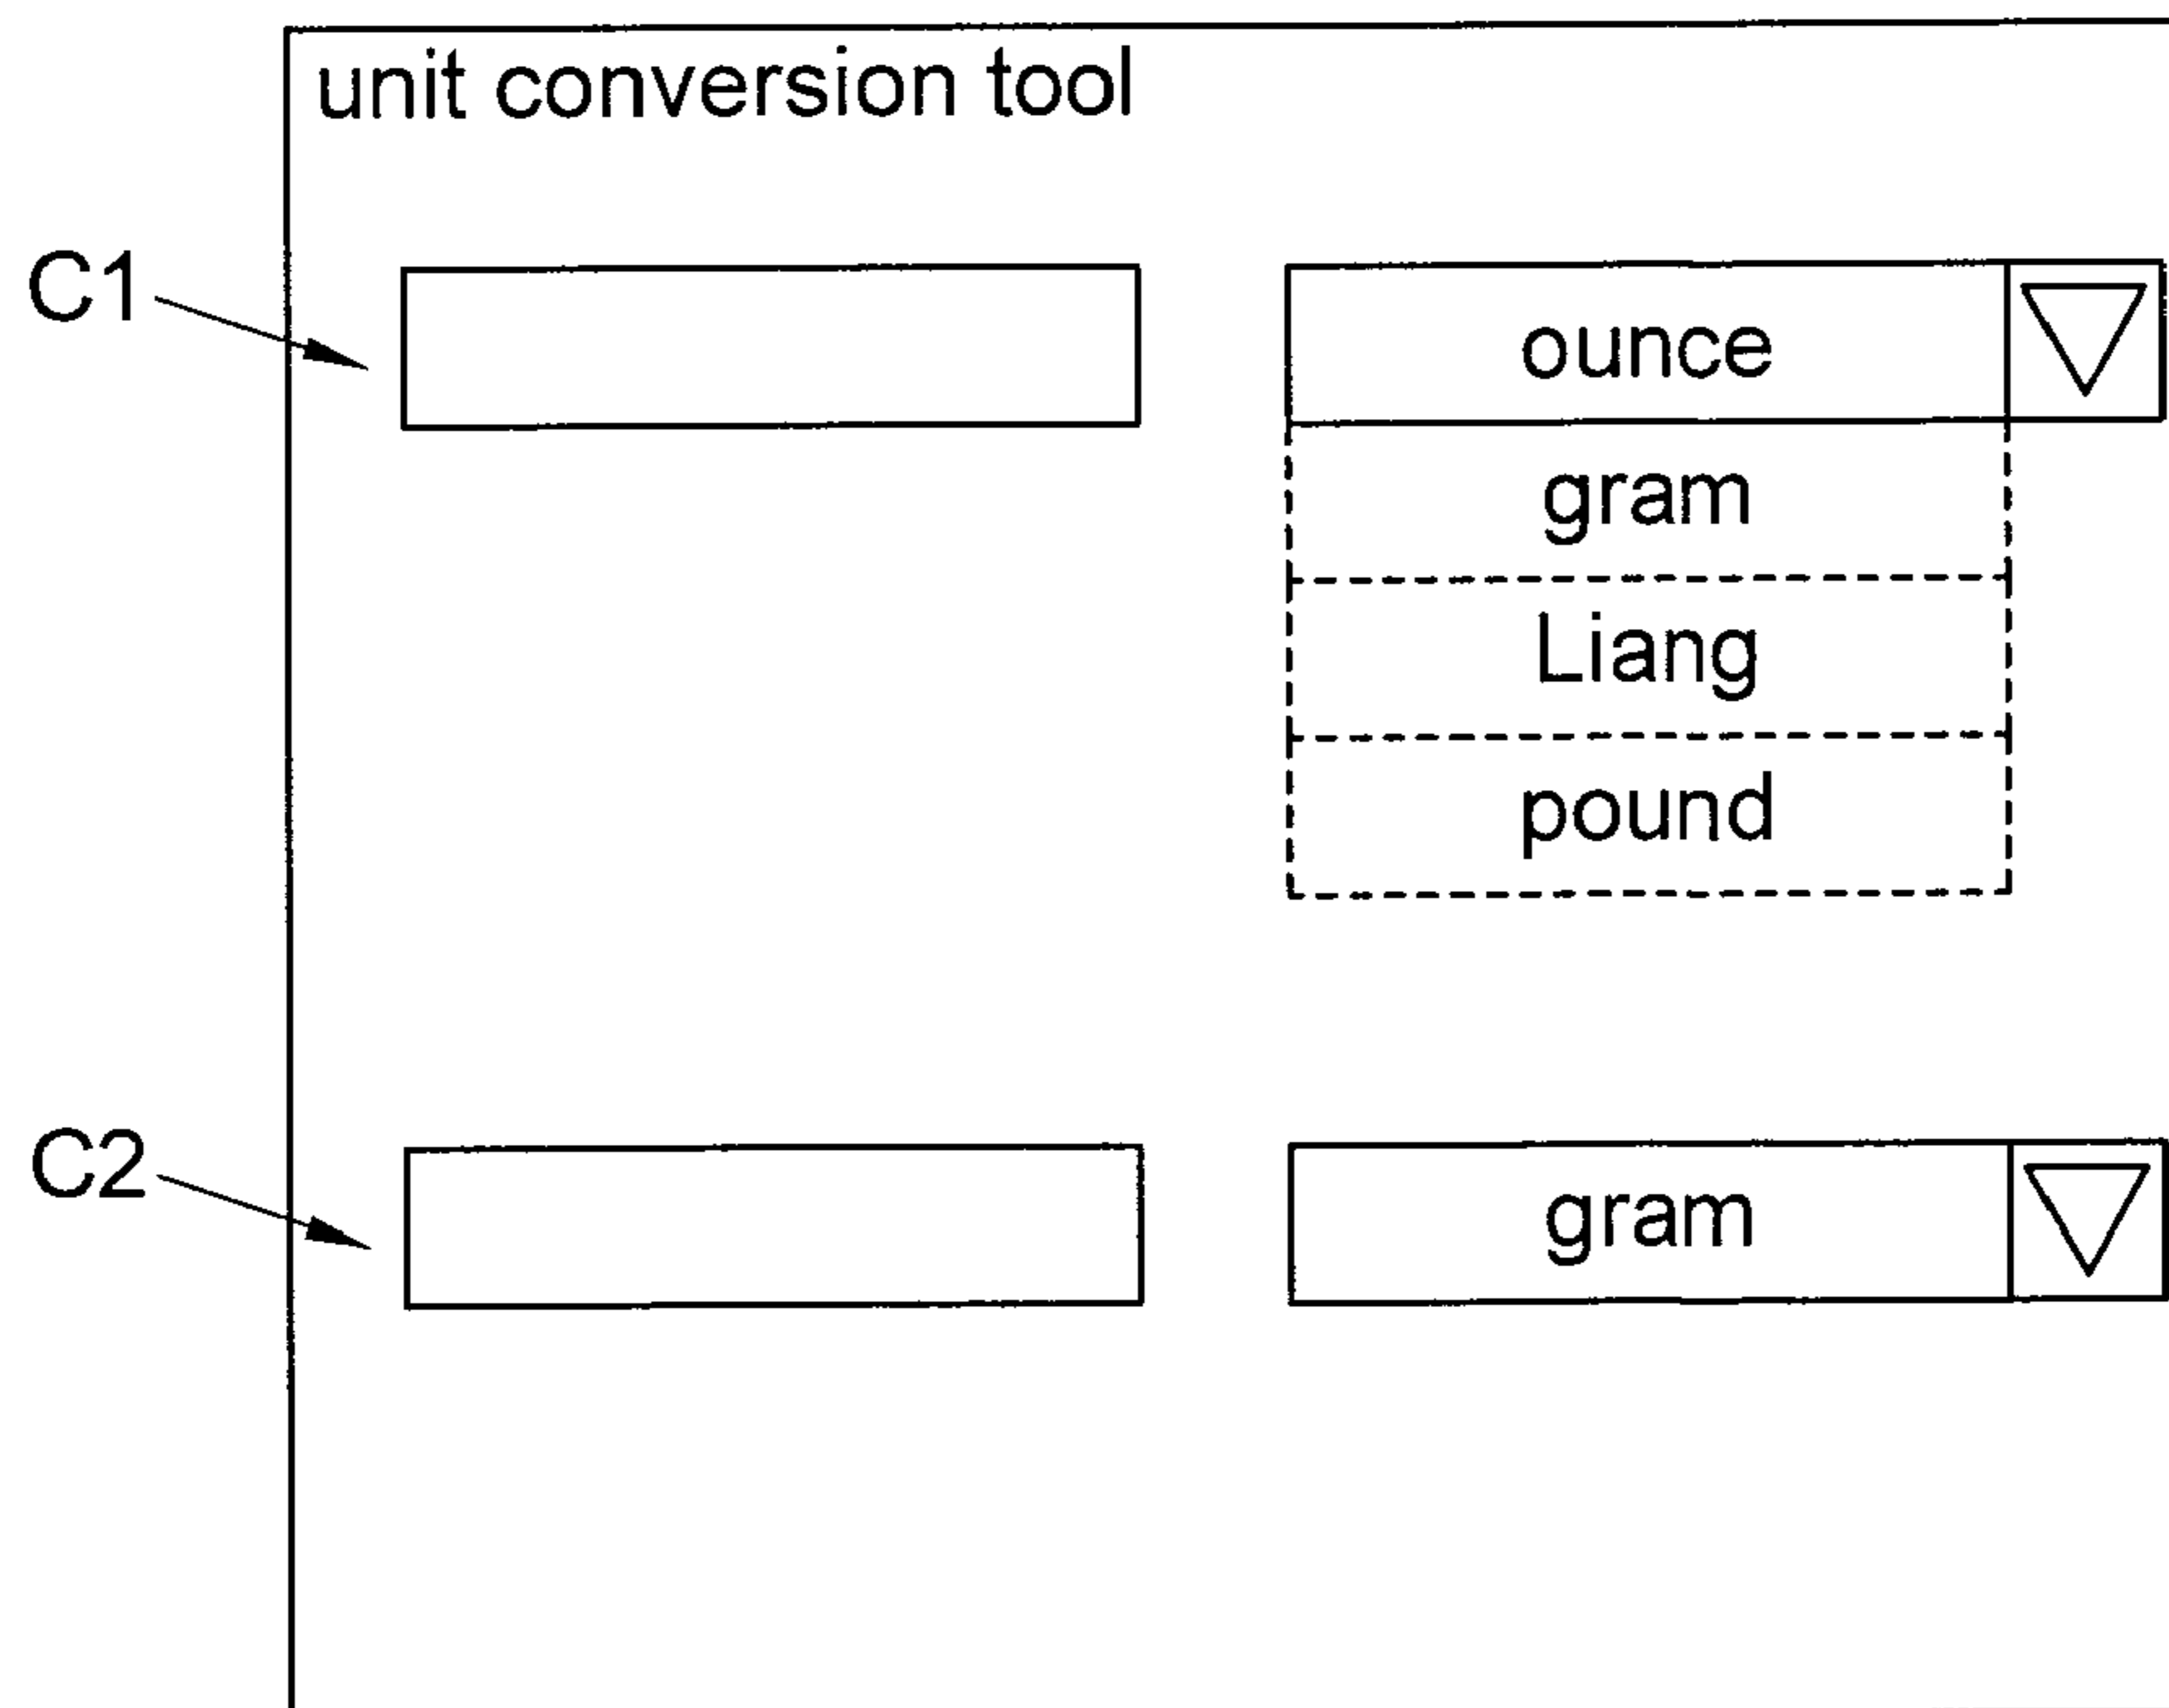 unit conversion tool
C1
ounce
gram
Liang
pound
C2
gram